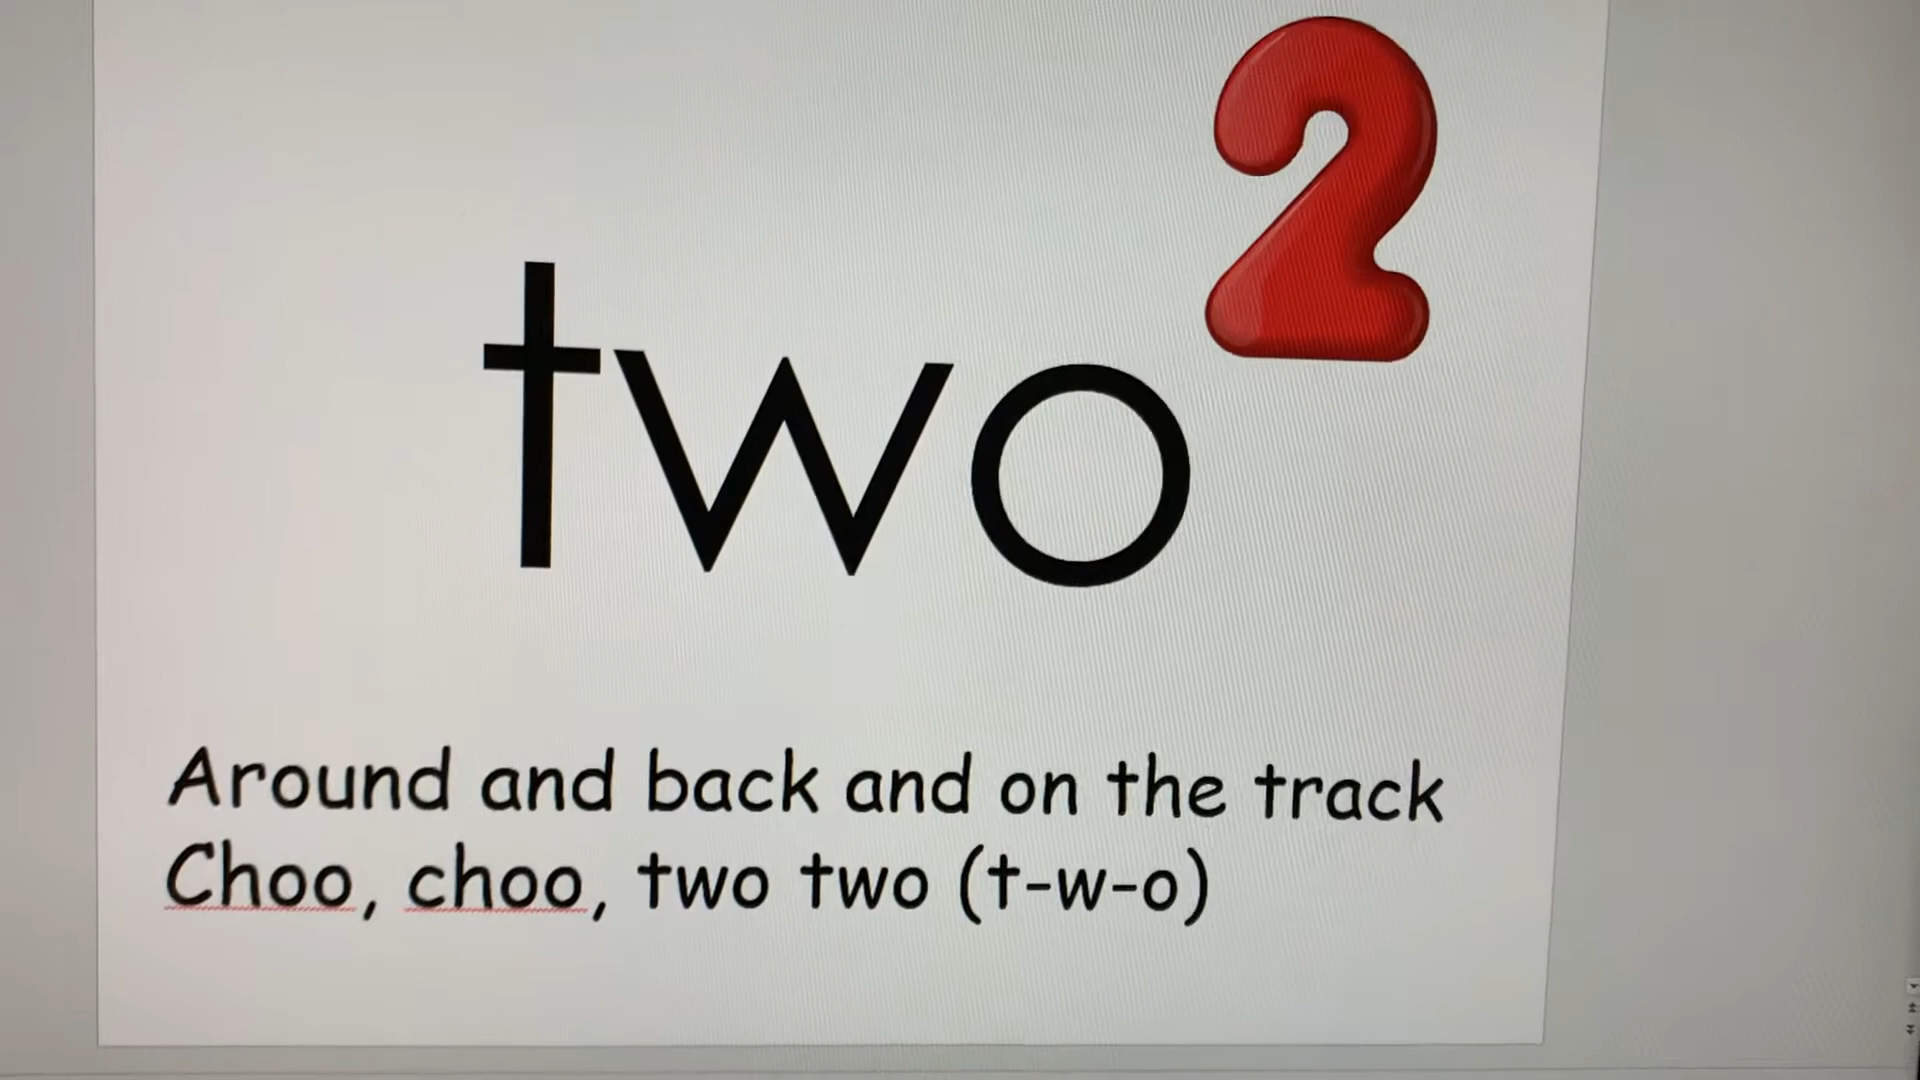 2
two
Around and back and on the track
Choo, choo, two two (t-w-o)